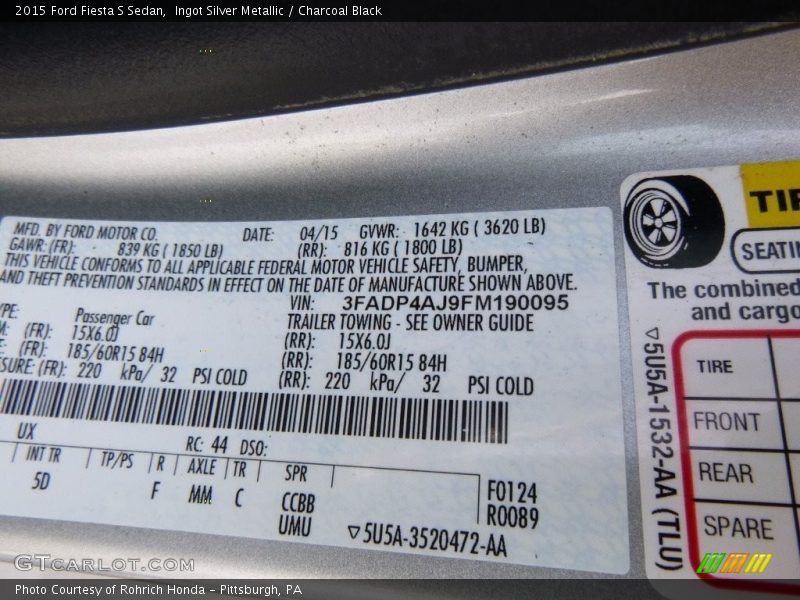 2015 Ford Fiesta S Sedan, Ingot Silver Metallic / Charcoal Black
MFD. BY FORD MOTOR CO. DATE: 04/15 GVWR: 1642 KG ( 3620 LB)
GAWR: (FR): 839 KG ( 1850 LB) (RR): 816 KG ( 1800 LB)
THIS VEHICLE CONFORMS TO ALL APPLICABLE FEDERAL MOTOR VEHICLE SAFETY, BUMPER,
AND THEFT PREVENTION STANDARDS IN EFFECT ON THE DATE OF MANUFACTURE SHOWN ABOVE.
VIN: 3FADP4AJ9FM190095
YPE: Passenger Car TRAILER TOWING - SEE OWNER GUIDE
M: (FR): 15X6.0J (RR): 15X6.0J
E: (FR): 185/60R15 84H (RR): 185/60R15 84H
SSURE: (FR): 220 kPa/ 32 PSI COLD (RR): 220 kPa/ 32 PSI COLD
UX RC: 44 DSO:
INT TR TP/PS R AXLE TR SPR
5D F MM C CCBB F0124
UMU R0089
▽5U5A-3520472-AA
TIR
SEATIN
The combined
and cargo
▽5U5A-1532-AA (TLU)
TIRE
FRONT
REAR
SPARE
GTCarLot.com
Photo Courtesy of Rohrich Honda - Pittsburgh, PA